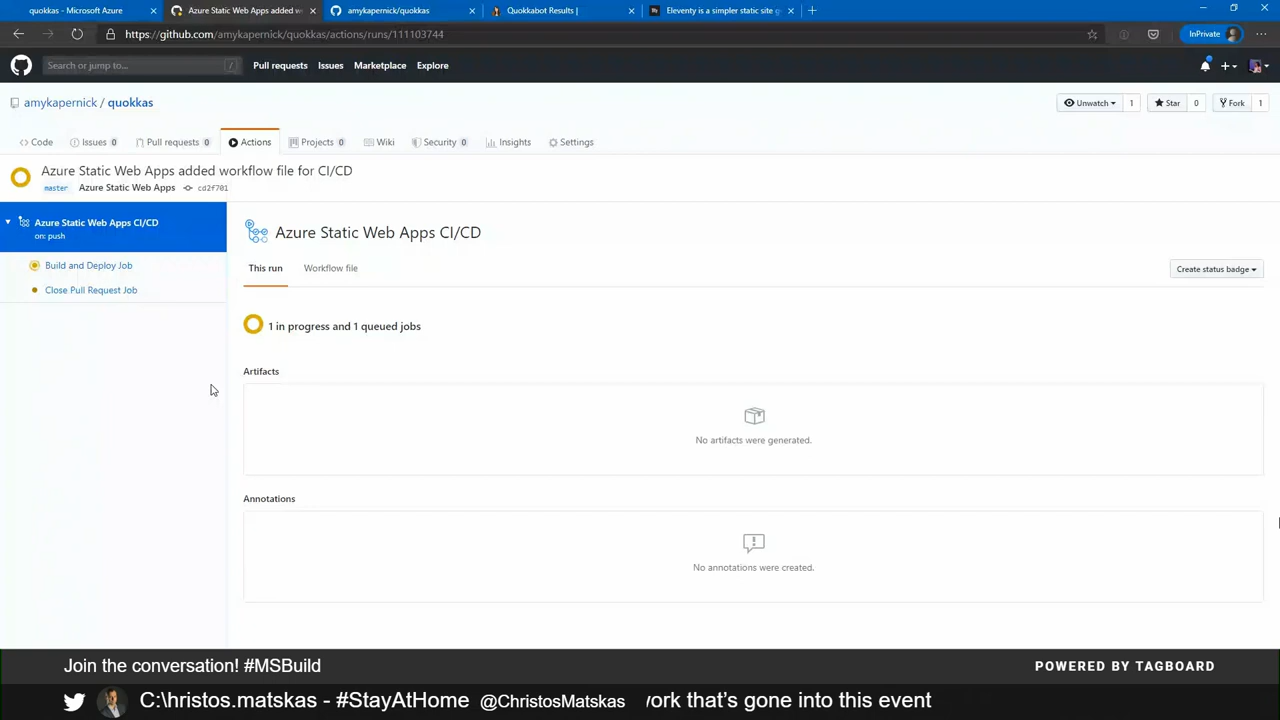 quokkas - Microsoft Azure
Azure Static Web Apps added w
amykapernick/quokkas
Quokkabot Results |
Eleventy is a simpler static site g
https://github.com/amykapernick/quokkas/actions/runs/111103744
InPrivate
Search or jump to...
/
Pull requests
Issues
Marketplace
Explore
amykapernick / quokkas
Unwatch
1
Star
0
Fork
1
Code
Issues 0
Pull requests 0
Actions
Projects 0
Wiki
Security 0
Insights
Settings
Azure Static Web Apps added workflow file for CI/CD
master
Azure Static Web Apps
cd2f701
Azure Static Web Apps CI/CD
on: push
Build and Deploy Job
Close Pull Request Job
Azure Static Web Apps CI/CD
This run
Workflow file
Create status badge
1 in progress and 1 queued jobs
Artifacts
No artifacts were generated.
Annotations
No annotations were created.
Join the conversation! #MSBuild
POWERED BY TAGBOARD
C:\hristos.matskas - #StayAtHome @ChristosMatskas
work that's gone into this event